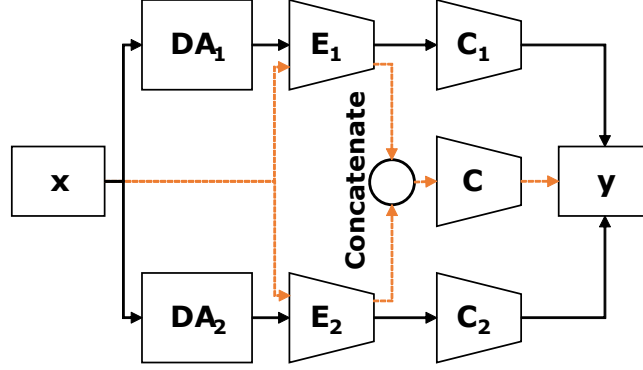 DA₁
E₁
C₁
x
Concatenate
C
y
DA₂
E₂
C₂